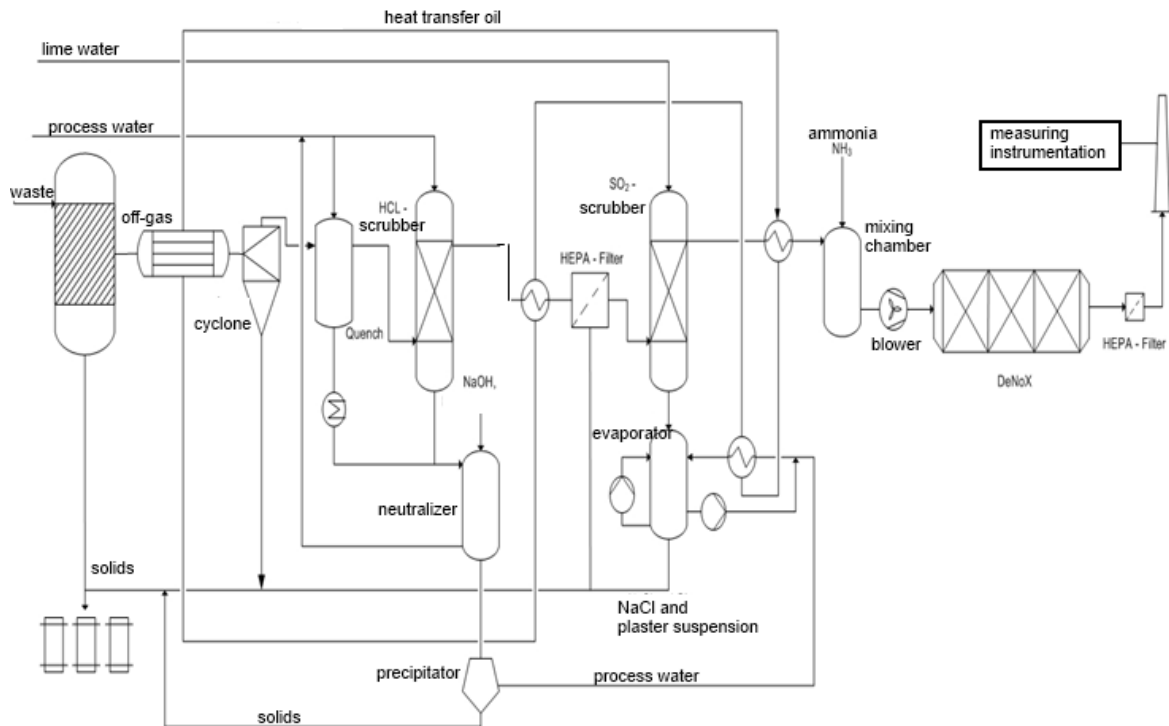 heat transfer oil
lime water
process water
ammonia
NH₃
measuring
instrumentation
waste
off-gas
HCL -
scrubber
SO₂ -
scrubber
mixing
chamber
HEPA - Filter
cyclone
Quench
blower
HEPA - Filter
DeNoX
NaOH,
evaporator
neutralizer
solids
NaCl and
plaster suspension
precipitator
process water
solids